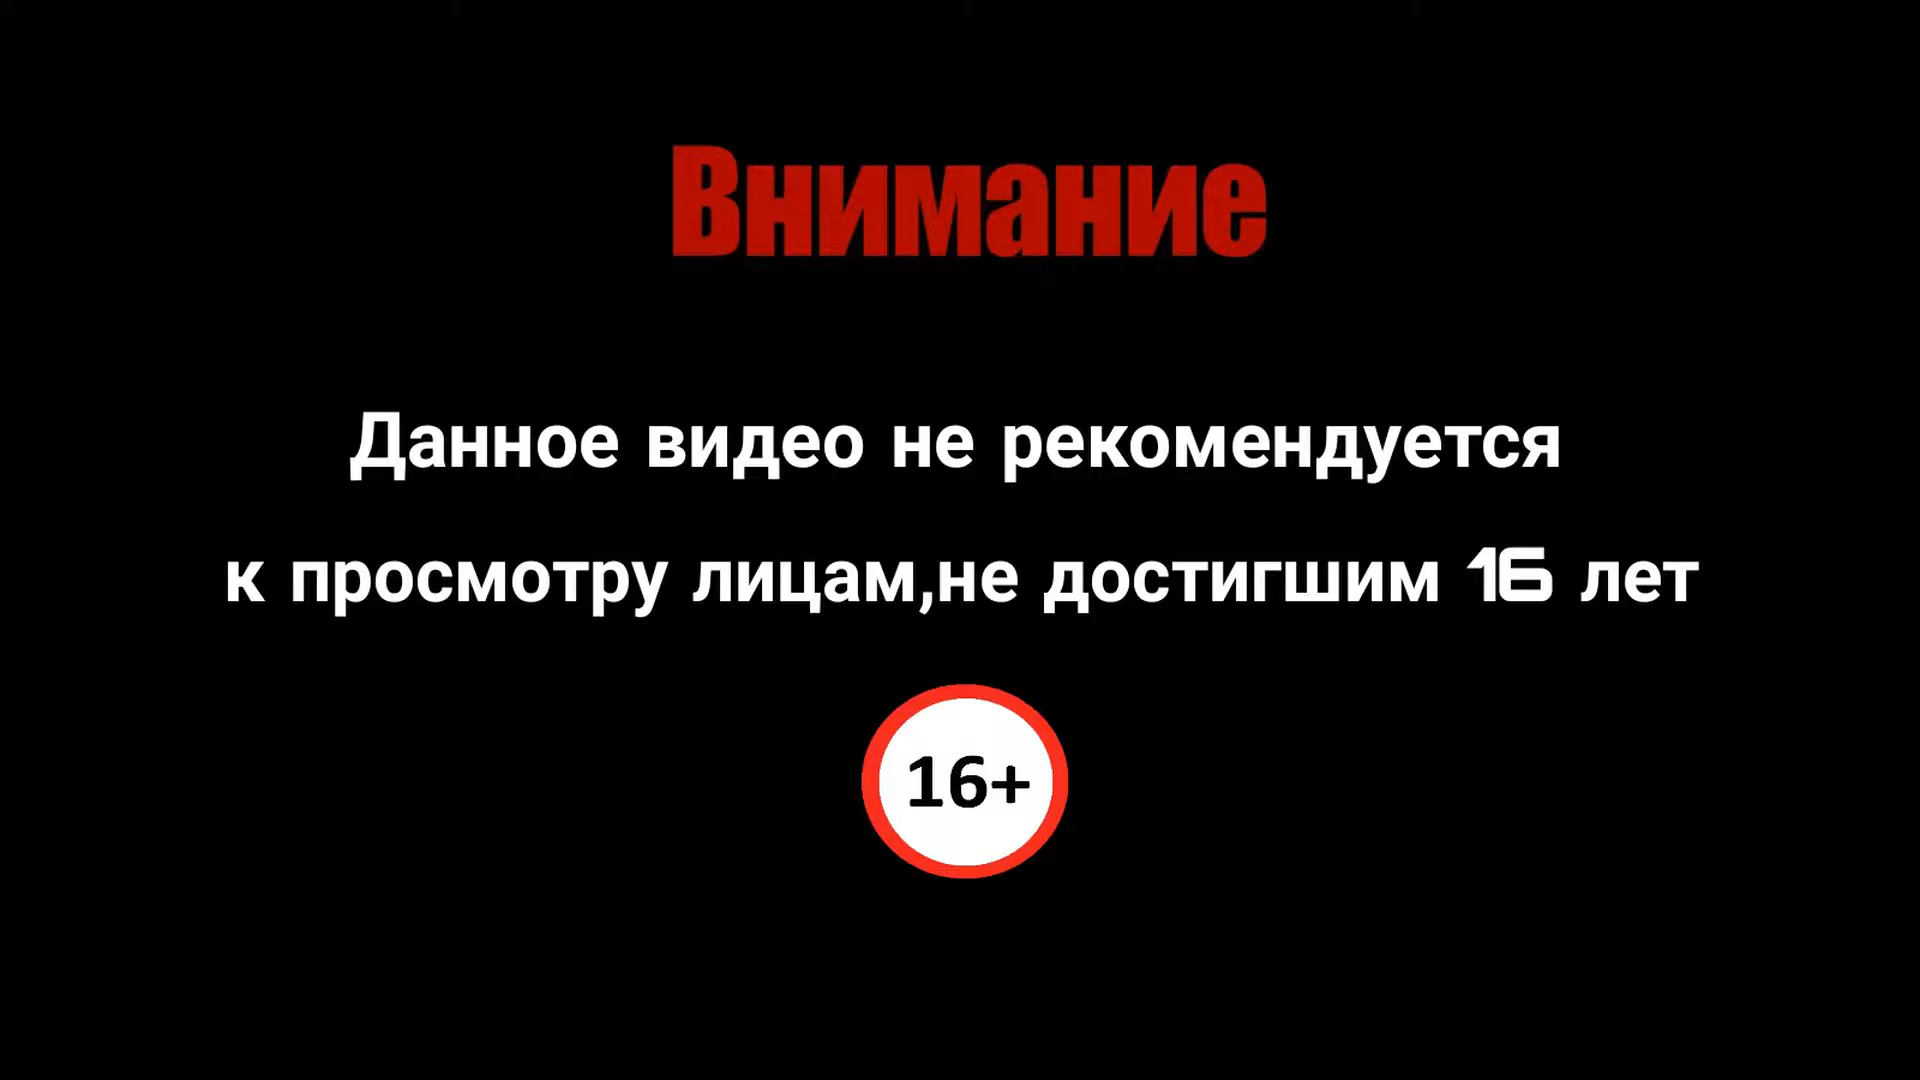 Внимание
Данное видео не рекомендуется
к просмотру лицам,не достигшим 16 лет
16+